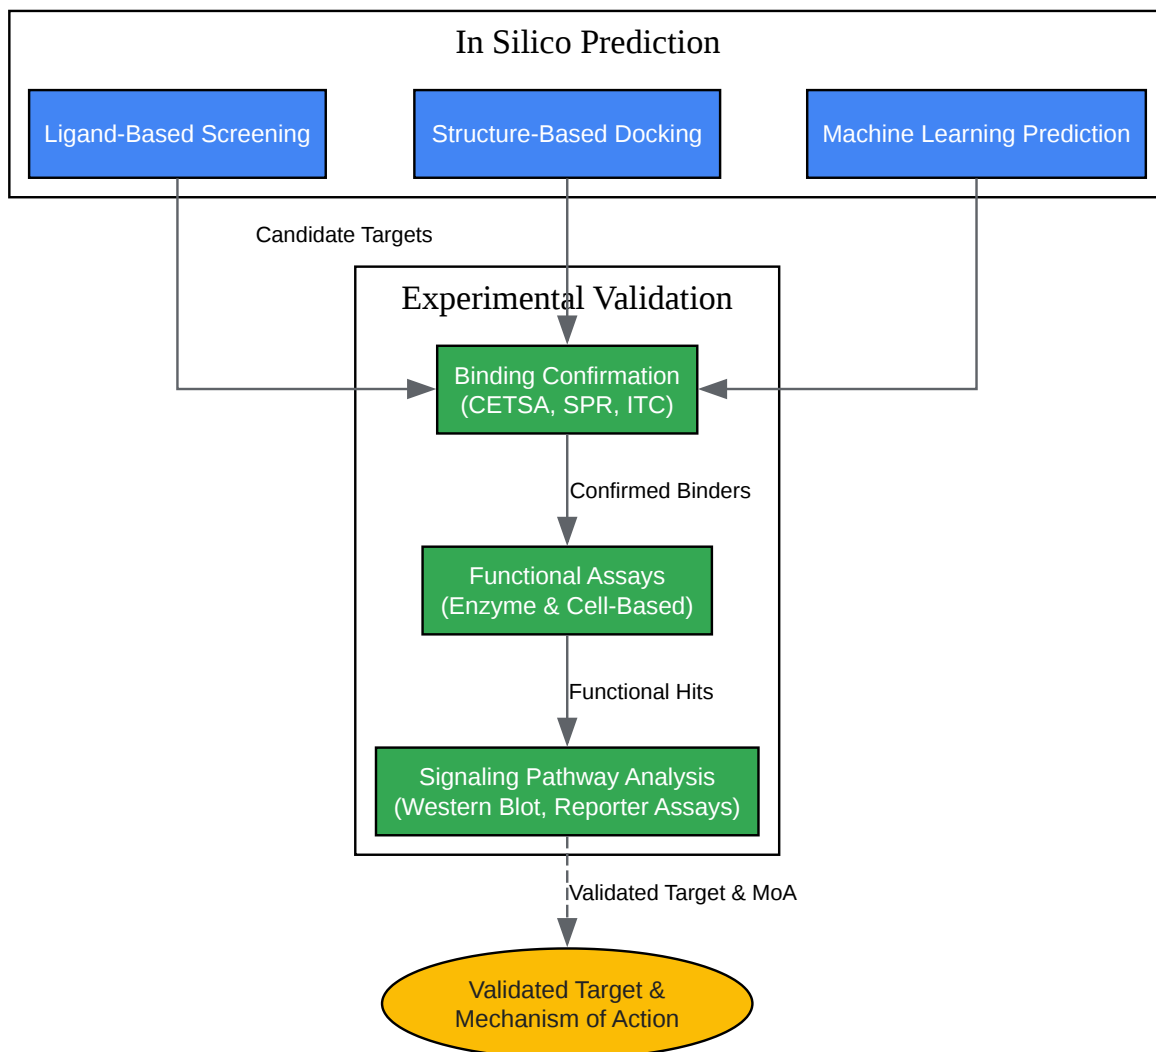 In Silico Prediction
Ligand-Based Screening
Structure-Based Docking
Machine Learning Prediction
Candidate Targets
Experimental Validation
Binding Confirmation
(CETSA, SPR, ITC)
Confirmed Binders
Functional Assays
(Enzyme & Cell-Based)
Functional Hits
Signaling Pathway Analysis
(Western Blot, Reporter Assays)
Validated Target & MoA
Validated Target &
Mechanism of Action